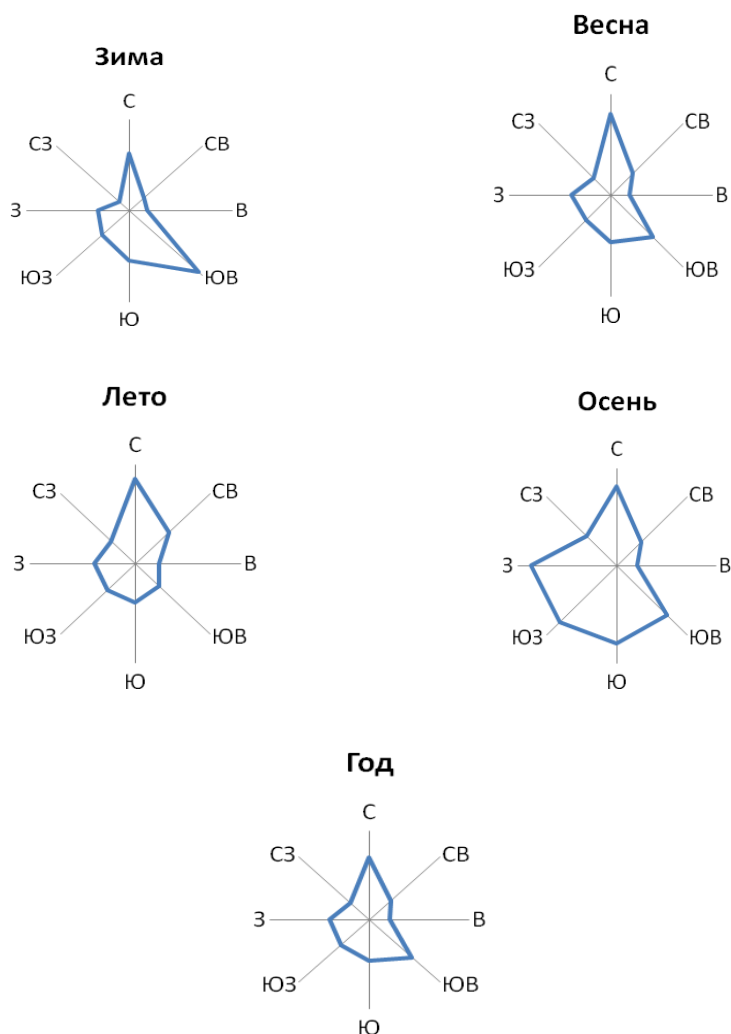 Зима
С
СЗ
СВ
З
В
ЮЗ
ЮВ
Ю
Весна
С
СЗ
СВ
З
В
ЮЗ
ЮВ
Ю
Лето
С
СЗ
СВ
З
В
ЮЗ
ЮВ
Ю
Осень
С
СЗ
СВ
З
В
ЮЗ
ЮВ
Ю
Год
С
СЗ
СВ
З
В
ЮЗ
ЮВ
Ю